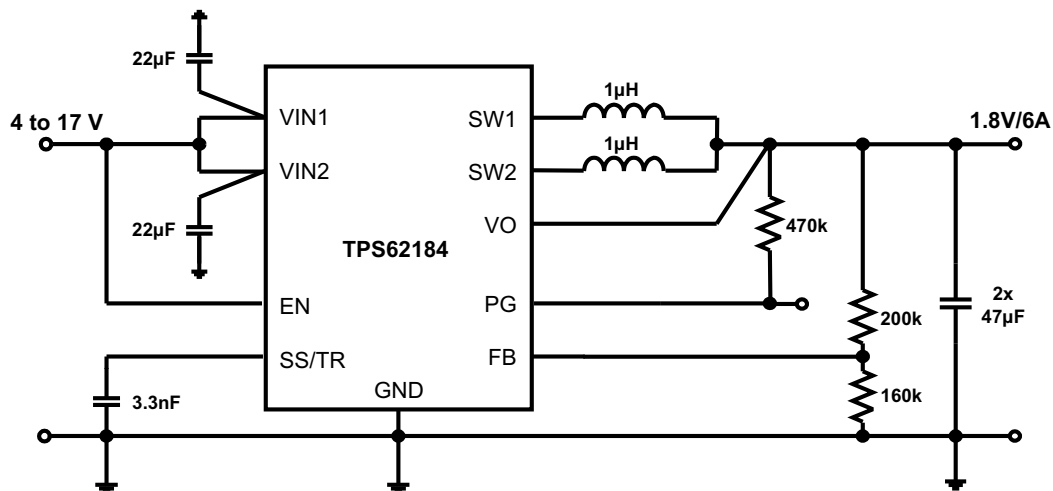 22µF
4 to 17 V
VIN1
VIN2
22µF
EN
SS/TR
3.3nF
TPS62184
GND
SW1
SW2
VO
PG
FB
1µH
1µH
1.8V/6A
470k
200k
160k
2x
47µF